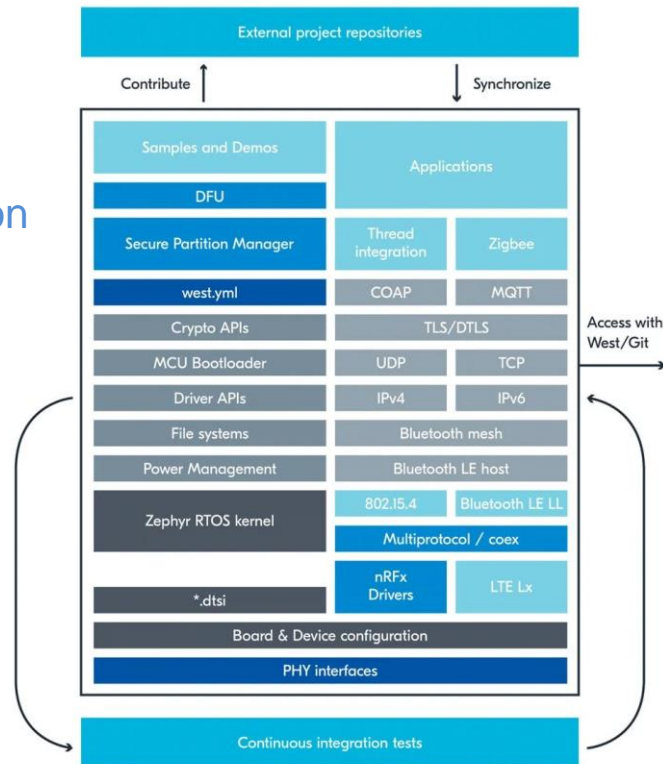 External project repositories
Contribute
Synchronize
Samples and Demos
Applications
DFU
on
Secure Partition Manager
Thread
integration
Zigbee
west.yml
COAP
MQTT
Crypto APIs
TLS/DTLS
Access with
West/Git
MCU Bootloader
UDP
TCP
Driver APIs
IPv4
IPv6
File systems
Bluetooth mesh
Power Management
Bluetooth LE host
Zephyr RTOS kernel
802.15.4
Bluetooth LE LL
Multiprotocol / coex
nRFx
Drivers
LTE Lx
*.dtsi
Board & Device configuration
PHY interfaces
Continuous integration tests